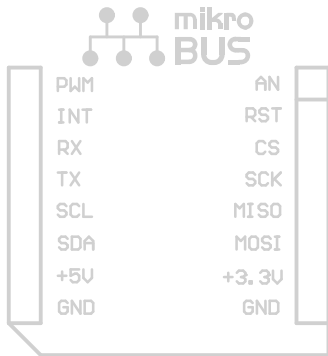 mikro
BUS
PWM AN
INT RST
RX CS
TX SCK
SCL MISO
SDA MOSI
+5V +3.3V
GND GND